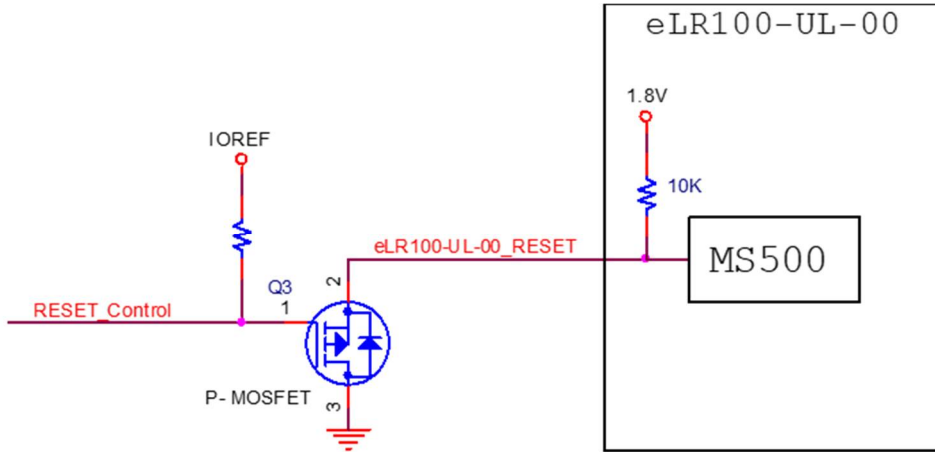 eLR100-UL-00
1.8V
IOREF
10K
eLR100-UL-00_RESET
MS500
2
Q3
1
RESET_Control
P- MOSFET
3